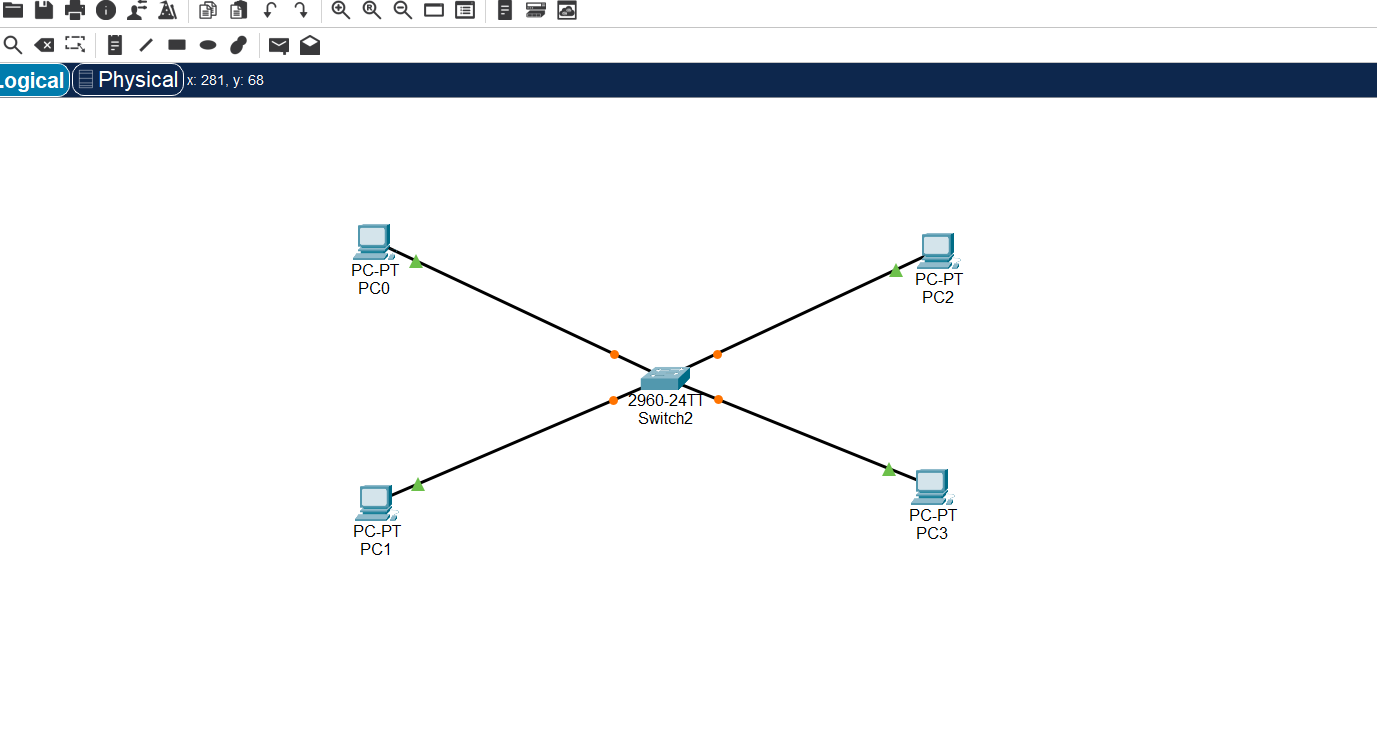 Logical Physical x: 281, y: 68
PC-PT
PC0
PC-PT
PC2
2960-24TT
Switch2
PC-PT
PC1
PC-PT
PC3